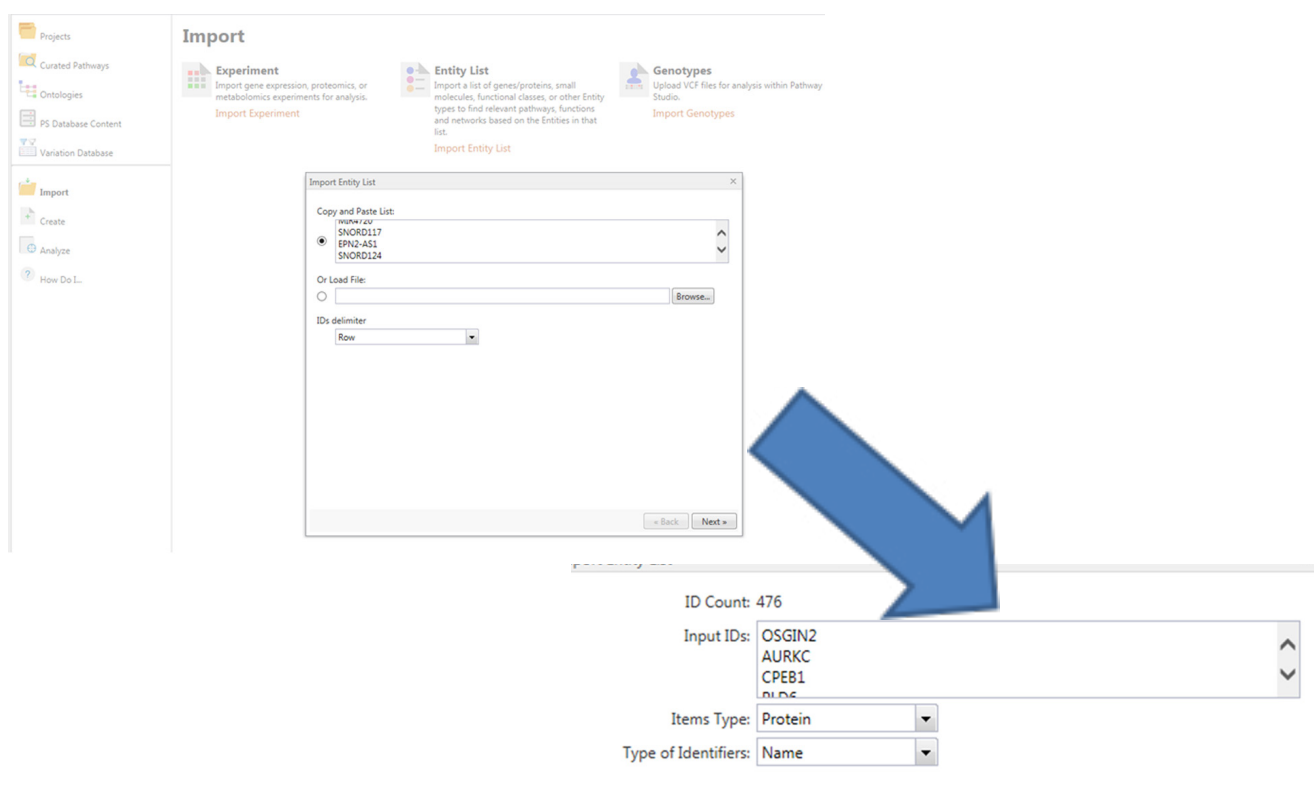 Projects
Curated Pathways
Ontologies
PS Database Content
Variation Database
Import
Create
Analyze
How Do I...
Import
Experiment
Import gene expression, proteomics, or
metabolomics experiments for analysis.
Import Experiment
Entity List
Import a list of genes/proteins, small
molecules, functional classes, or other Entity
types to find relevant pathways, functions
and networks based on the Entities in that
list.
Import Entity List
Genotypes
Upload VCF files for analysis within Pathway
Studio.
Import Genotypes
Import Entity List
Copy and Paste List:
SNORD117
EPN2-AS1
SNORD124
Or Load File:
Browse...
IDs delimiter
Row
« Back
Next »
ID Count: 476
Input IDs: OSGIN2
AURKC
CPEB1
Items Type: Protein
Type of Identifiers: Name